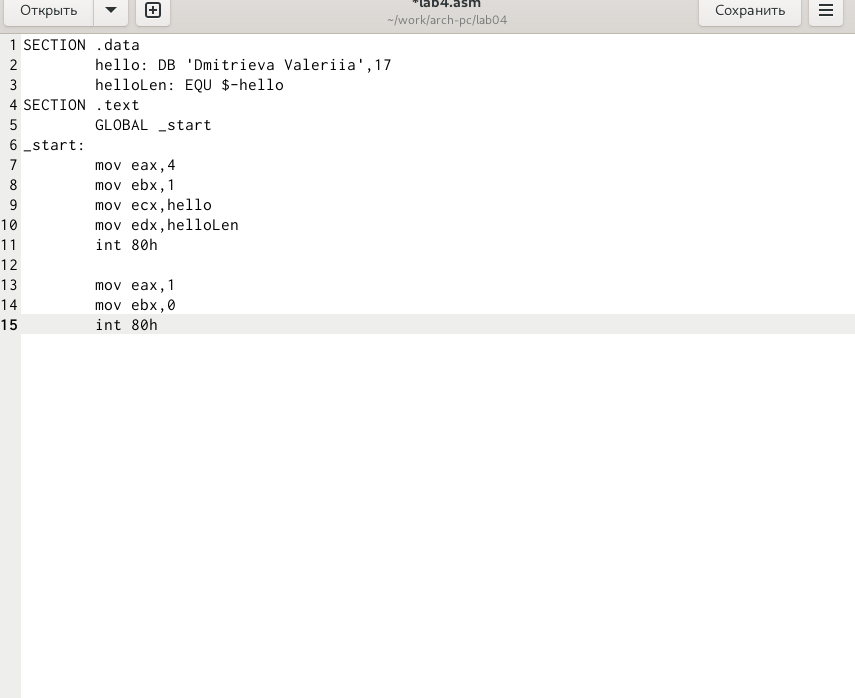 Открыть
*lab4.asm
~/work/arch-pc/lab04
Сохранить
1 SECTION .data
2 hello: DB 'Dmitrieva Valeriia',17
3 helloLen: EQU $-hello
4 SECTION .text
5 GLOBAL _start
6 _start:
7 mov eax,4
8 mov ebx,1
9 mov ecx,hello
10 mov edx,helloLen
11 int 80h
12
13 mov eax,1
14 mov ebx,0
15 int 80h